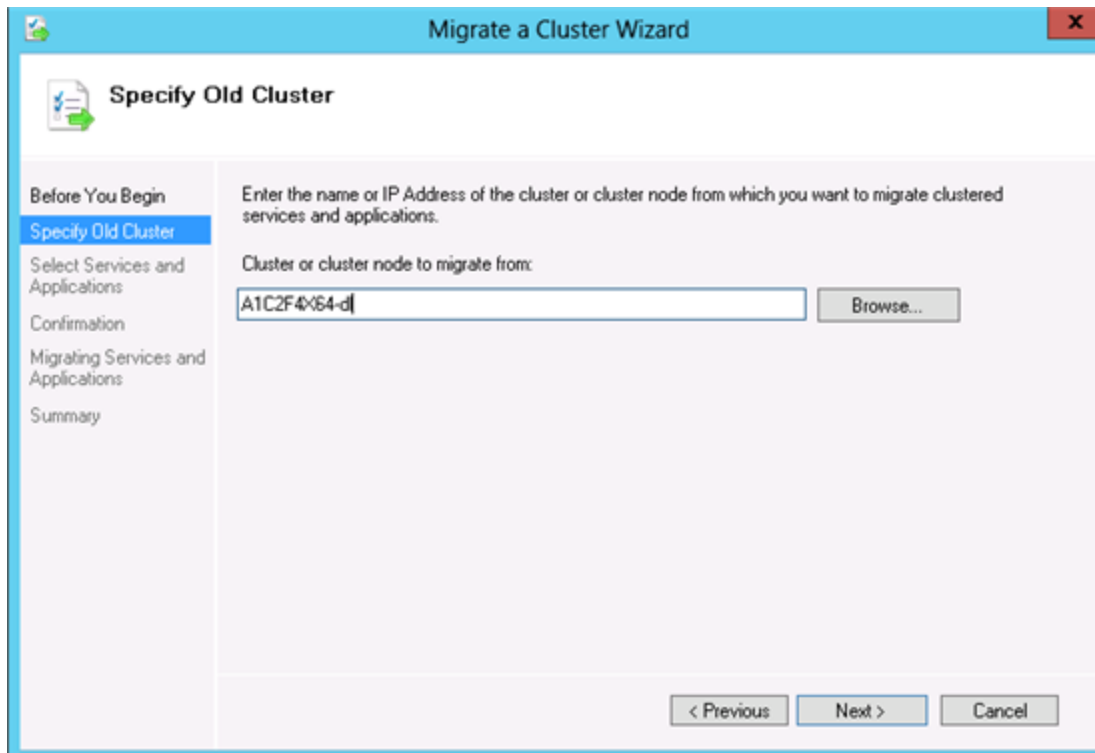 Migrate a Cluster Wizard
x
Specify Old Cluster
Before You Begin
Specify Old Cluster
Select Services and
Applications
Confirmation
Migrating Services and
Applications
Summary
Enter the name or IP Address of the cluster or cluster node from which you want to migrate clustered
services and applications.
Cluster or cluster node to migrate from:
A1C2F4X64-dl
Browse...
< Previous
Next >
Cancel